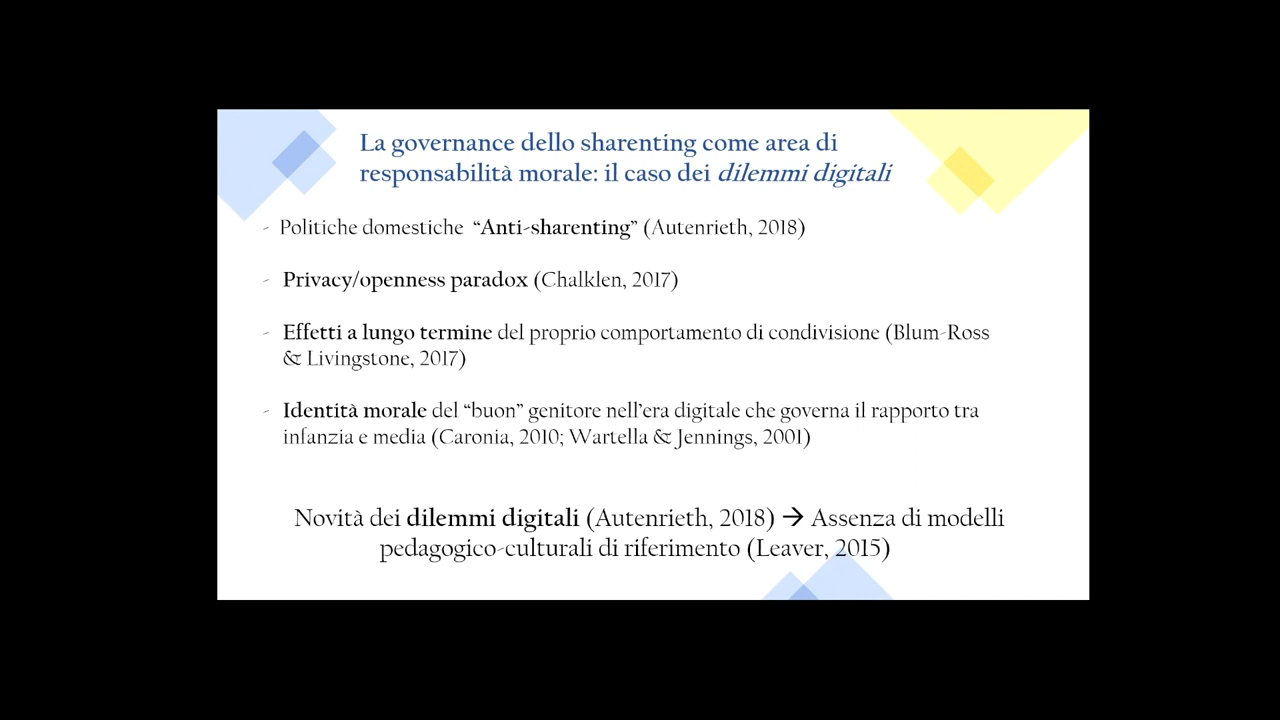 La governance dello sharenting come area di
responsabilità morale: il caso dei dilemmi digitali
- Politiche domestiche "Anti-sharenting" (Autenrieth, 2018)
- Privacy/openness paradox (Chalklen, 2017)
- Effetti a lungo termine del proprio comportamento di condivisione (Blum-Ross
& Livingstone, 2017)
- Identità morale del "buon" genitore nell'era digitale che governa il rapporto tra
infanzia e media (Caronia, 2010; Wartella & Jennings, 2001)
Novità dei dilemmi digitali (Autenrieth, 2018) → Assenza di modelli
pedagogico-culturali di riferimento (Leaver, 2015)